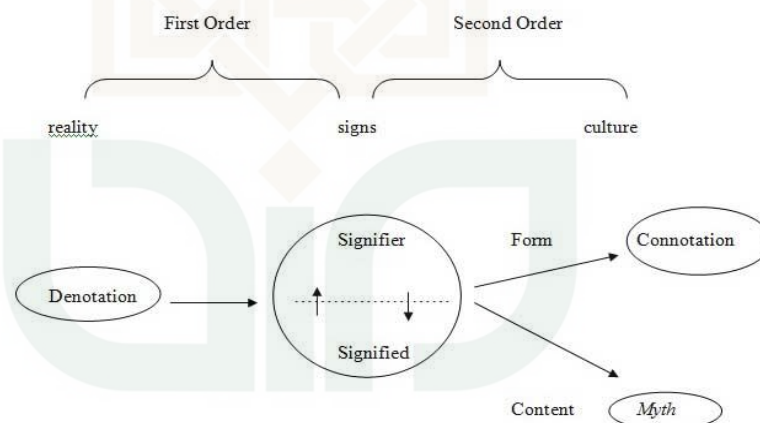 First Order Second Order
reality signs culture
Signifier Form Connotation
Denotation
Signified
Content Myth